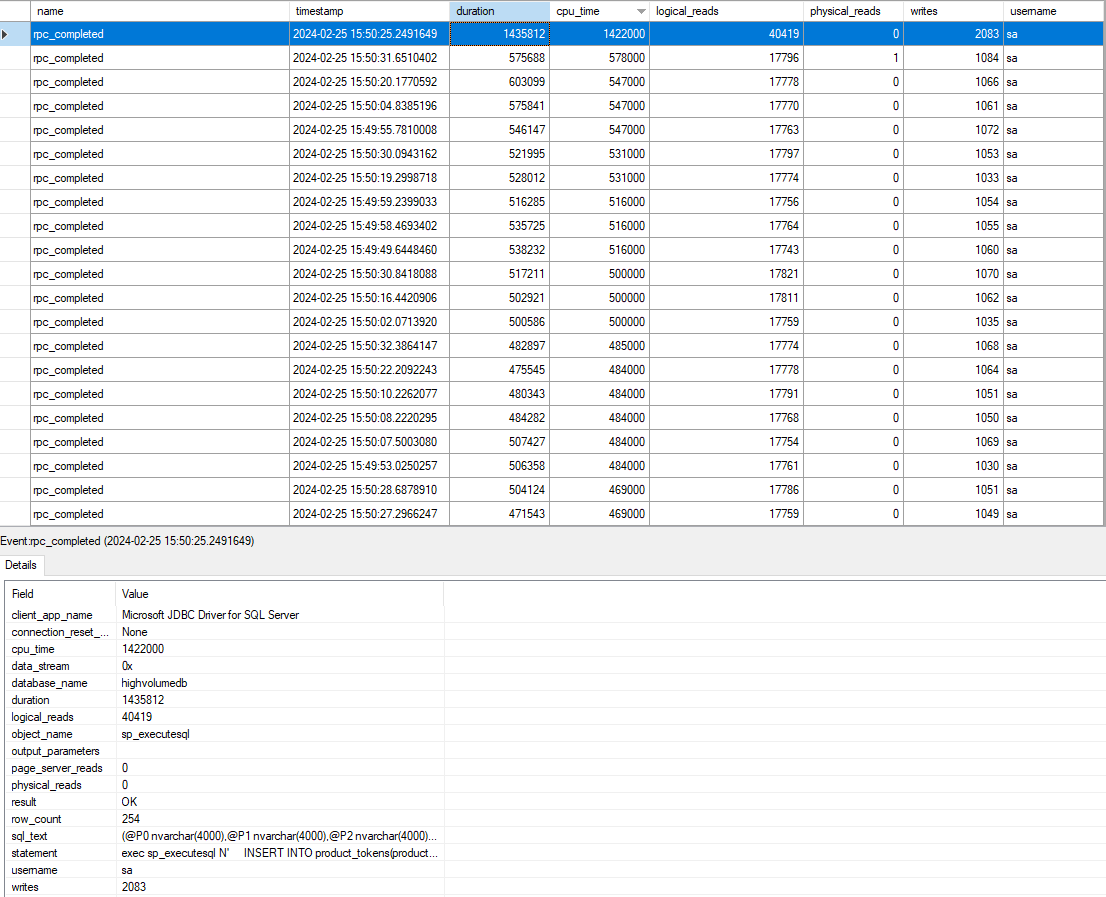 name timestamp duration cpu_time logical_reads physical_reads writes username
rpc_completed 2024-02-25 15:50:25.2491649 1435812 1422000 40419 0 2083 sa
rpc_completed 2024-02-25 15:50:31.6510402 575688 578000 17796 1 1084 sa
rpc_completed 2024-02-25 15:50:20.1770592 603099 547000 17778 0 1066 sa
rpc_completed 2024-02-25 15:50:04.8385196 575841 547000 17770 0 1061 sa
rpc_completed 2024-02-25 15:49:55.7810008 546147 547000 17763 0 1072 sa
rpc_completed 2024-02-25 15:50:30.0943162 521995 531000 17797 0 1053 sa
rpc_completed 2024-02-25 15:50:19.2998718 528012 531000 17774 0 1033 sa
rpc_completed 2024-02-25 15:49:59.2399033 516285 516000 17756 0 1054 sa
rpc_completed 2024-02-25 15:49:58.4693402 535725 516000 17764 0 1055 sa
rpc_completed 2024-02-25 15:49:49.6448460 538232 516000 17743 0 1060 sa
rpc_completed 2024-02-25 15:50:30.8418088 517211 500000 17821 0 1070 sa
rpc_completed 2024-02-25 15:50:16.4420906 502921 500000 17811 0 1062 sa
rpc_completed 2024-02-25 15:50:02.0713920 500586 500000 17759 0 1035 sa
rpc_completed 2024-02-25 15:50:32.3864147 482897 485000 17774 0 1068 sa
rpc_completed 2024-02-25 15:50:22.2092243 475545 484000 17778 0 1064 sa
rpc_completed 2024-02-25 15:50:10.2262077 480343 484000 17791 0 1051 sa
rpc_completed 2024-02-25 15:50:08.2220295 484282 484000 17768 0 1050 sa
rpc_completed 2024-02-25 15:50:07.5003080 507427 484000 17754 0 1069 sa
rpc_completed 2024-02-25 15:49:53.0250257 506358 484000 17761 0 1030 sa
rpc_completed 2024-02-25 15:50:28.6878910 504124 469000 17786 0 1051 sa
rpc_completed 2024-02-25 15:50:27.2966247 471543 469000 17759 0 1049 sa
Event:rpc_completed (2024-02-25 15:50:25.2491649)
Details
Field Value
client_app_name Microsoft JDBC Driver for SQL Server
connection_reset_... None
cpu_time 1422000
data_stream 0x
database_name highvolumedb
duration 1435812
logical_reads 40419
object_name sp_executesql
output_parameters
page_server_reads 0
physical_reads 0
result OK
row_count 254
sql_text (@P0 nvarchar(4000),@P1 nvarchar(4000),@P2 nvarchar(4000)...
statement exec sp_executesql N' INSERT INTO product_tokens(product...
username sa
writes 2083